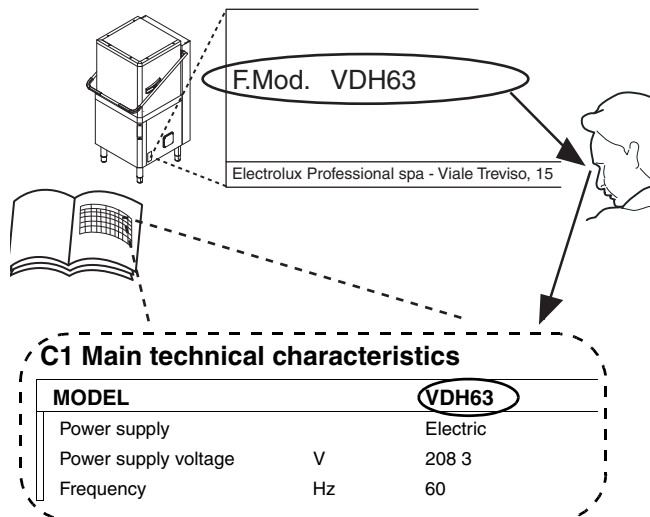 F.Mod. VDH63
Electrolux Professional spa - Viale Treviso, 15
C1 Main technical characteristics
MODEL VDH63
Power supply Electric
Power supply voltage V 208 3
Frequency Hz 60